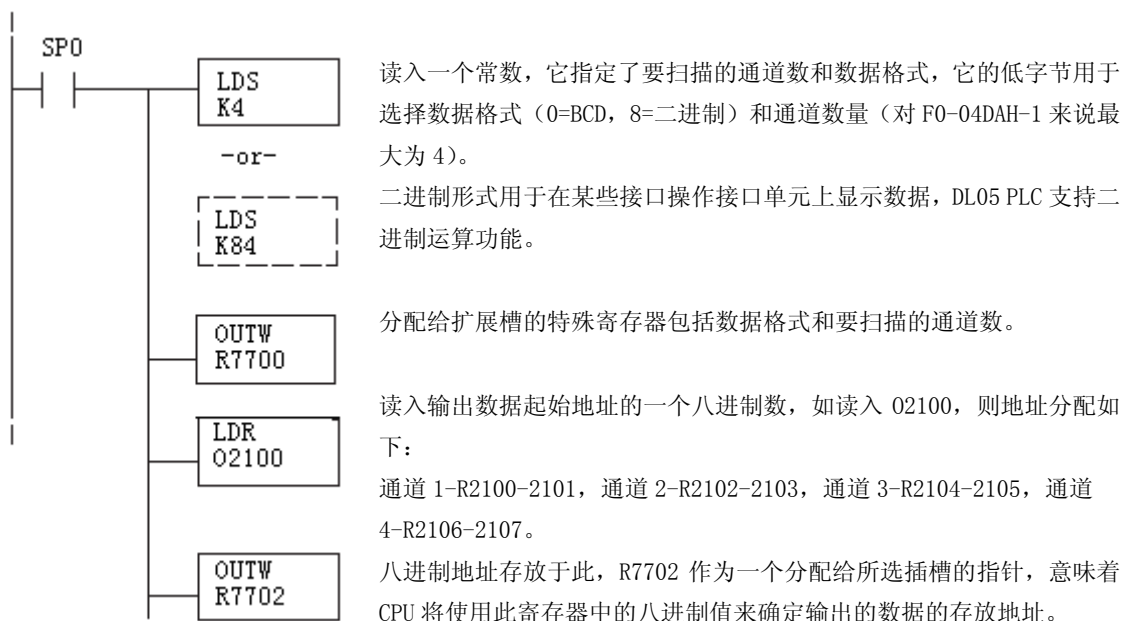 SP0
LDS
K4
-or-
LDS
K84
OUTW
R7700
LDR
O2100
OUTW
R7702
读入一个常数，它指定了要扫描的通道数和数据格式，它的低字节用于
选择数据格式（0=BCD，8=二进制）和通道数量（对 F0-04DAH-1 来说最
大为 4）。
二进制形式用于在某些接口操作接口单元上显示数据，DL05 PLC 支持二
进制运算功能。
分配给扩展槽的特殊寄存器包括数据格式和要扫描的通道数。
读入输出数据起始地址的一个八进制数，如读入 O2100，则地址分配如
下：
通道 1-R2100-2101，通道 2-R2102-2103，通道 3-R2104-2105，通道
4-R2106-2107。
八进制地址存放于此，R7702 作为一个分配给所选插槽的指针，意味着
CPU 将使用此寄存器中的八进制值来确定输出的数据的存放地址。